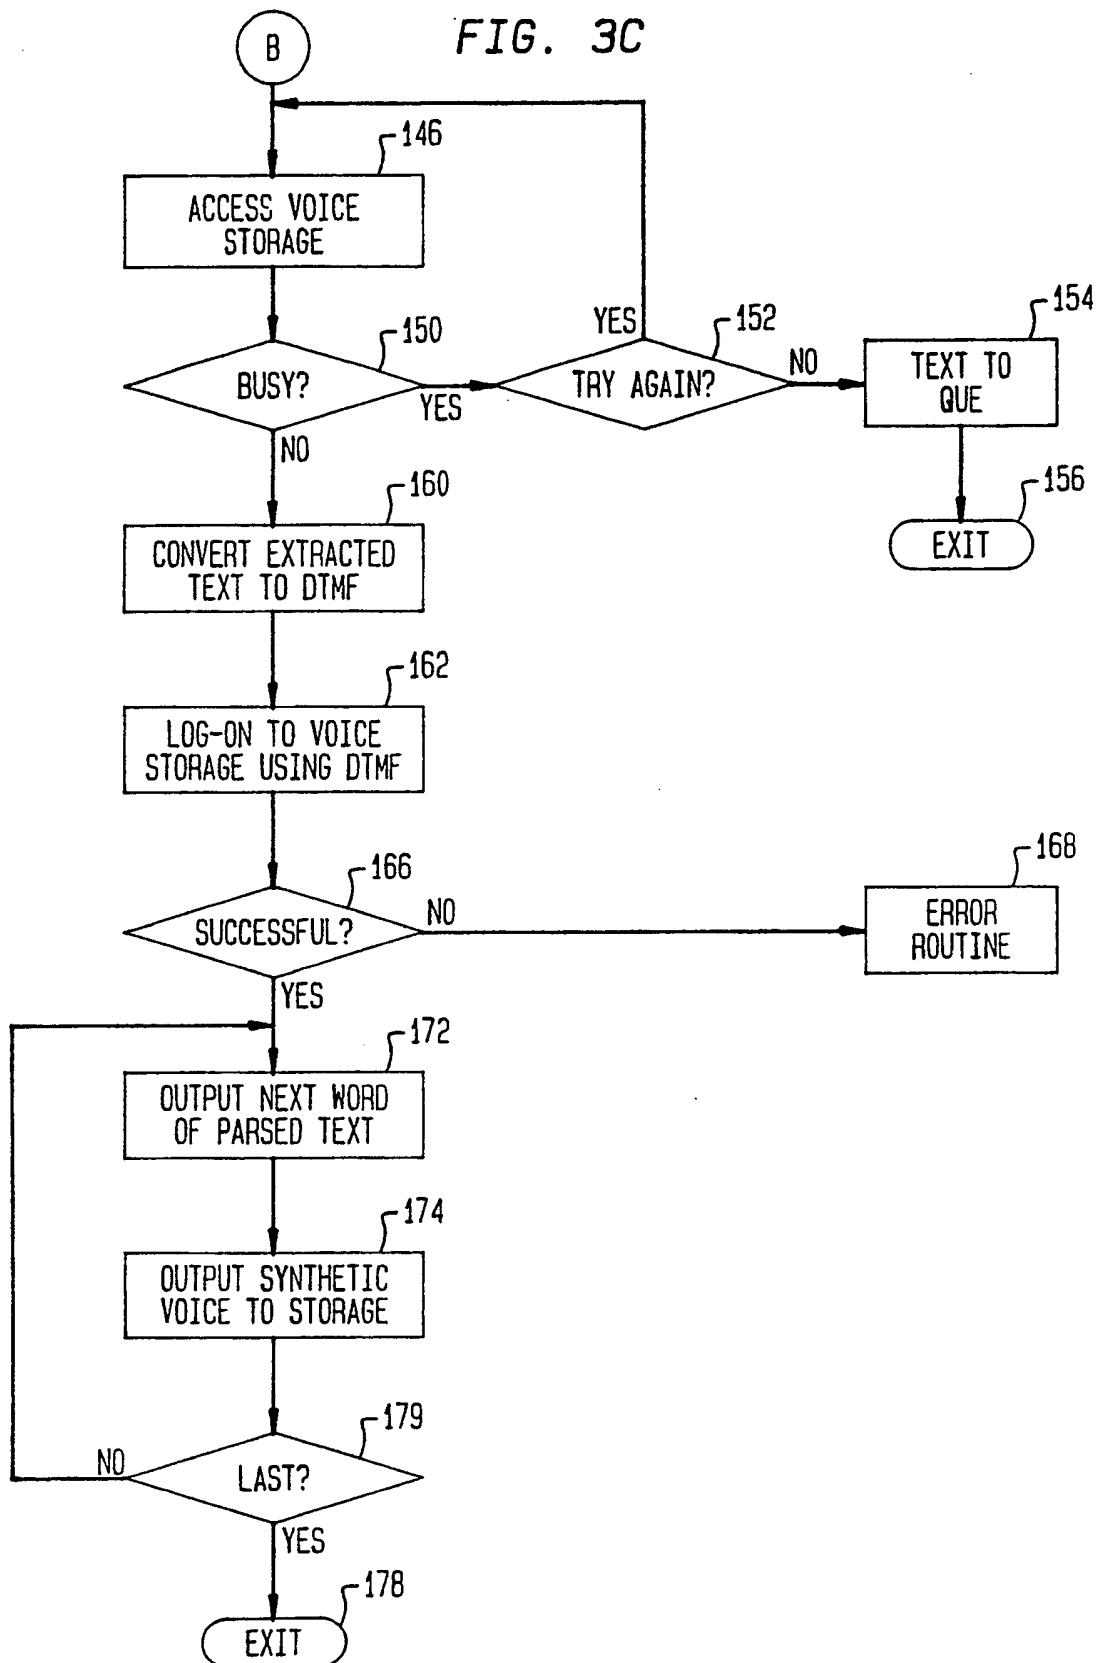 FIG. 3C
B
146
ACCESS VOICE
STORAGE
150
BUSY?
YES
NO
152
TRY AGAIN?
YES
NO
154
TEXT TO
QUE
156
EXIT
160
CONVERT EXTRACTED
TEXT TO DTMF
162
LOG-ON TO VOICE
STORAGE USING DTMF
166
SUCCESSFUL?
NO
YES
168
ERROR
ROUTINE
172
OUTPUT NEXT WORD
OF PARSED TEXT
174
OUTPUT SYNTHETIC
VOICE TO STORAGE
179
LAST?
NO
YES
178
EXIT